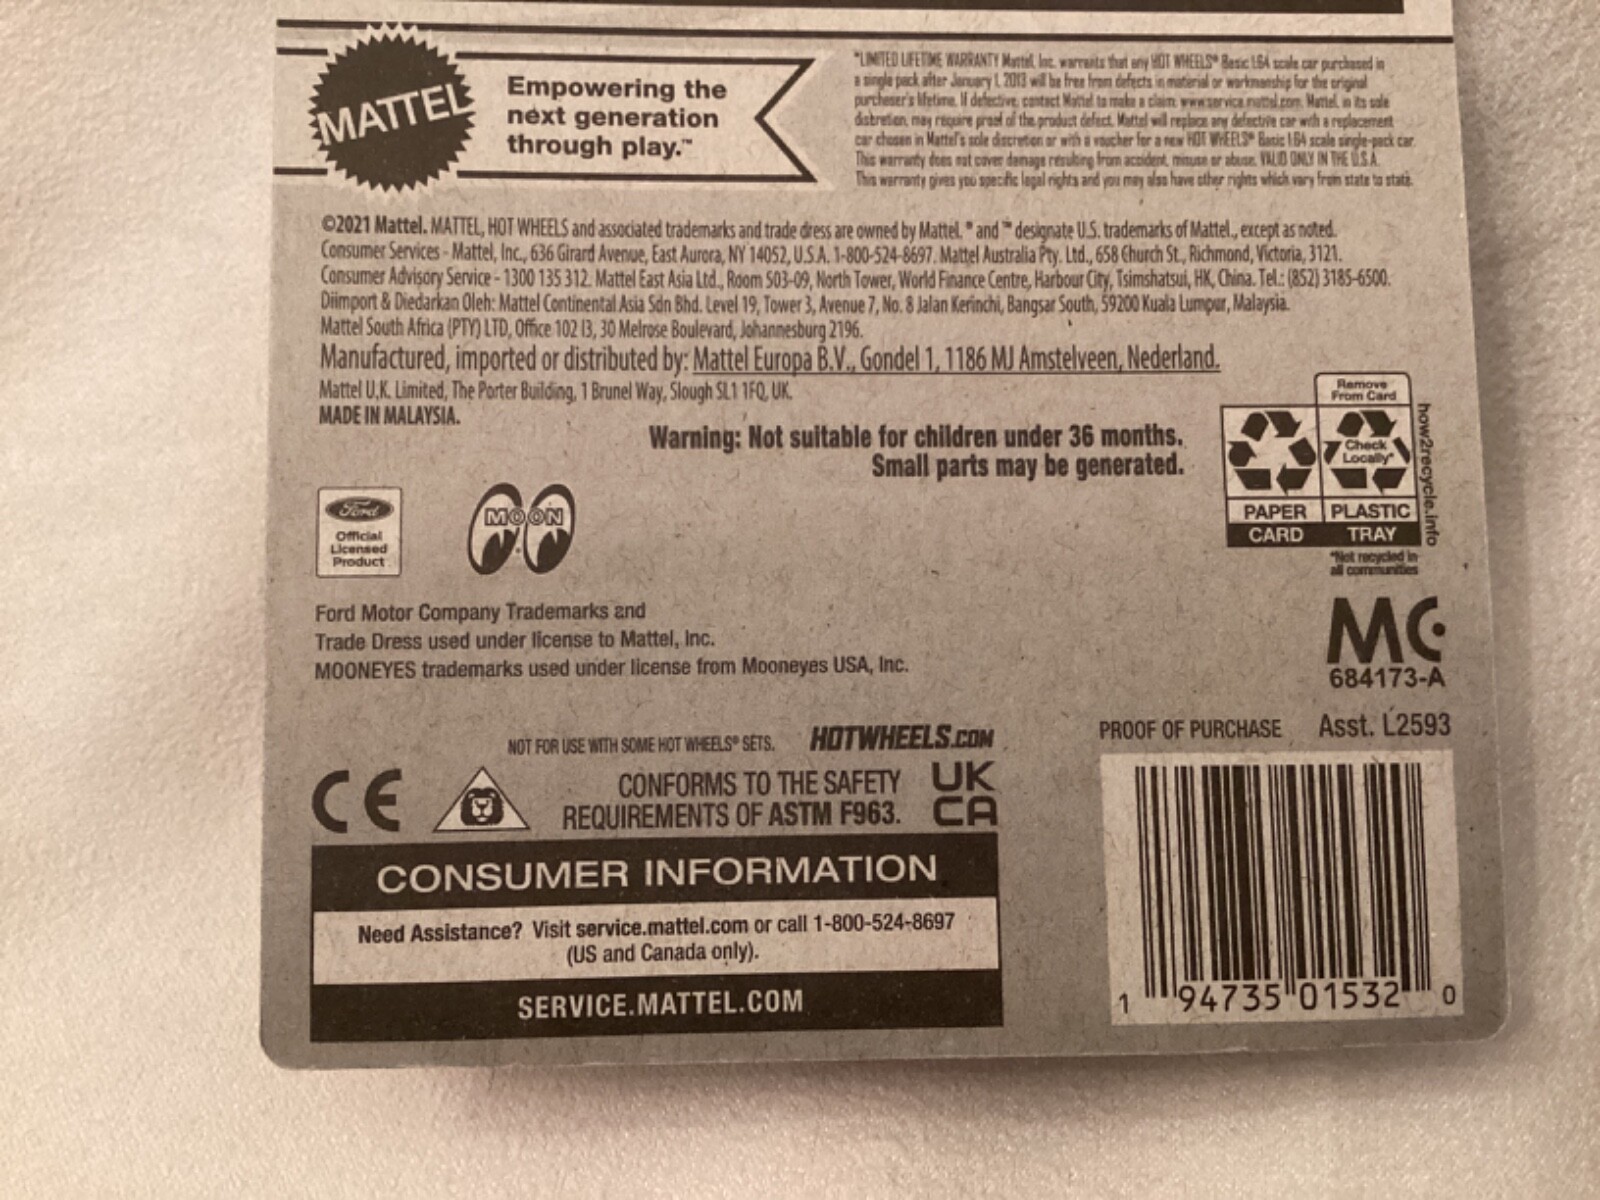 MATTEL
Empowering the
next generation
through play.™
*LIMITED LIFETIME WARRANTY Mattel, Inc. warrants that any HOT WHEELS® Basic 1:64 scale car purchased in
a single pack after January 1, 2013 will be free from defects in material or workmanship for the original
purchaser's lifetime. If defective, contact Mattel to make a claim: www.service.mattel.com. Mattel, in its sole
disbretion, may require proof of the product defect. Mattel will replace any defective car with a replacement
car chosen in Mattel's sole discretion or with a voucher for a new HOT WHEELS® Basic 1:64 scale single-pack car.
This warranty does not cover damage resulting from accident, misuse or abuse. VALID ONLY IN THE U.S.A.
This warranty gives you specific legal rights and you may also have other rights which vary from state to state.
©2021 Mattel. MATTEL, HOT WHEELS and associated trademarks and trade dress are owned by Mattel. ® and ™ designate U.S. trademarks of Mattel., except as noted.
Consumer Services - Mattel, Inc., 636 Girard Avenue, East Aurora, NY 14052, U.S.A. 1-800-524-8697. Mattel Australia Pty. Ltd., 658 Church St., Richmond, Victoria, 3121.
Consumer Advisory Service - 1300 135 312. Mattel East Asia Ltd., Room 503-09, North Tower, World Finance Centre, Harbour City, Tsimshatsui, HK, China. Tel.: (852) 3185-6500.
Diimport & Diedarkan Oleh: Mattel Continental Asia Sdn Bhd. Level 19, Tower 3, Avenue 7, No. 8 Jalan Kerinchi, Bangsar South, 59200 Kuala Lumpur, Malaysia.
Mattel South Africa (PTY) LTD, Office 102 I3, 30 Melrose Boulevard, Johannesburg 2196.
Manufactured, imported or distributed by: Mattel Europa B.V., Gondel 1, 1186 MJ Amstelveen, Nederland.
Mattel U.K. Limited, The Porter Building, 1 Brunel Way, Slough SL1 1FQ, UK.
MADE IN MALAYSIA.
Warning: Not suitable for children under 36 months.
Small parts may be generated.
Remove
From Card
Check
Locally*
PAPER
PLASTIC
CARD
TRAY
*Not recycled in
all communities
how2recycle.info
Ford
Official
Licensed
Product
MOON
Ford Motor Company Trademarks and
Trade Dress used under license to Mattel, Inc.
MOONEYES trademarks used under license from Mooneyes USA, Inc.
MC
684173-A
PROOF OF PURCHASE
Asst. L2593
NOT FOR USE WITH SOME HOT WHEELS® SETS.
HOTWHEELS.COM
CE
CONFORMS TO THE SAFETY
REQUIREMENTS OF ASTM F963.
UK
CA
CONSUMER INFORMATION
Need Assistance? Visit service.mattel.com or call 1-800-524-8697
(US and Canada only).
SERVICE.MATTEL.COM
1 94735 01532 0